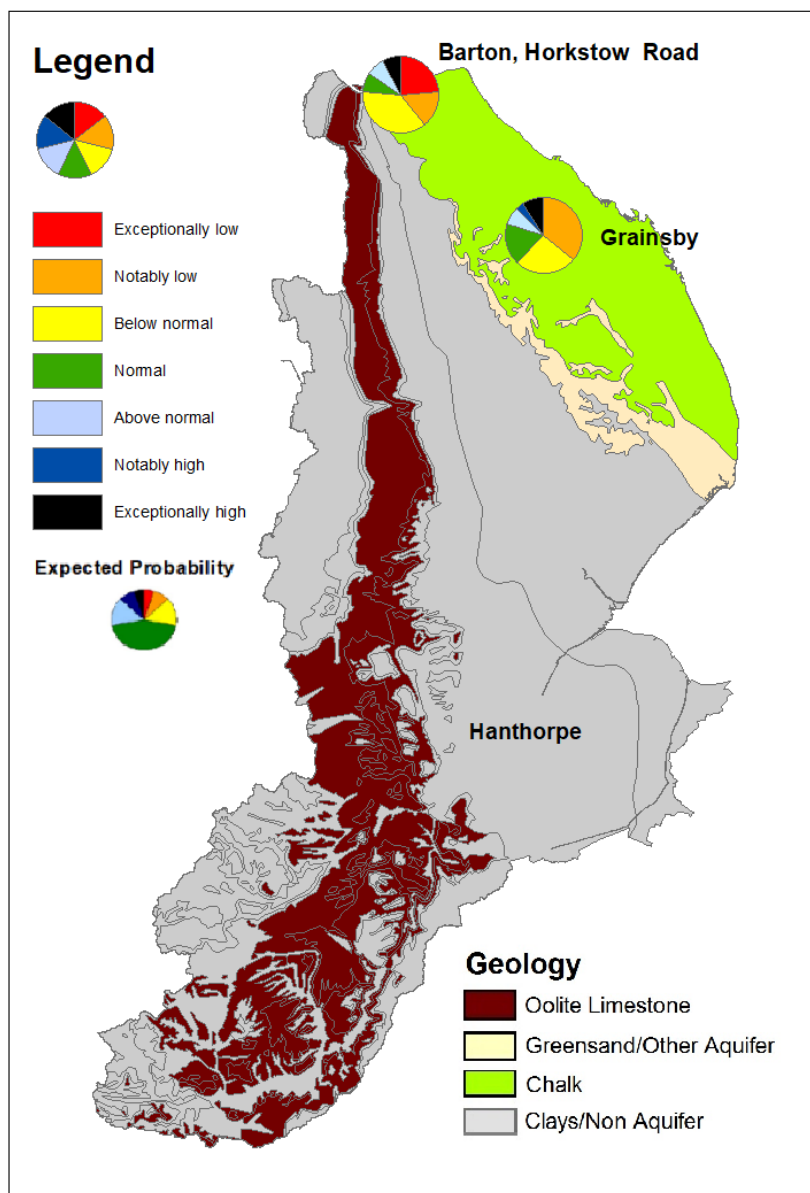 Barton, Horkstow Road
Legend
Exceptionally low
Notably low
Grainsby
Below normal
Normal
Above normal
Notably high
Exceptionally high
Expected Probability
Hanthorpe
Geology
Oolite Limestone
Greensand/Other Aquifer
Chalk
Clays/Non Aquifer